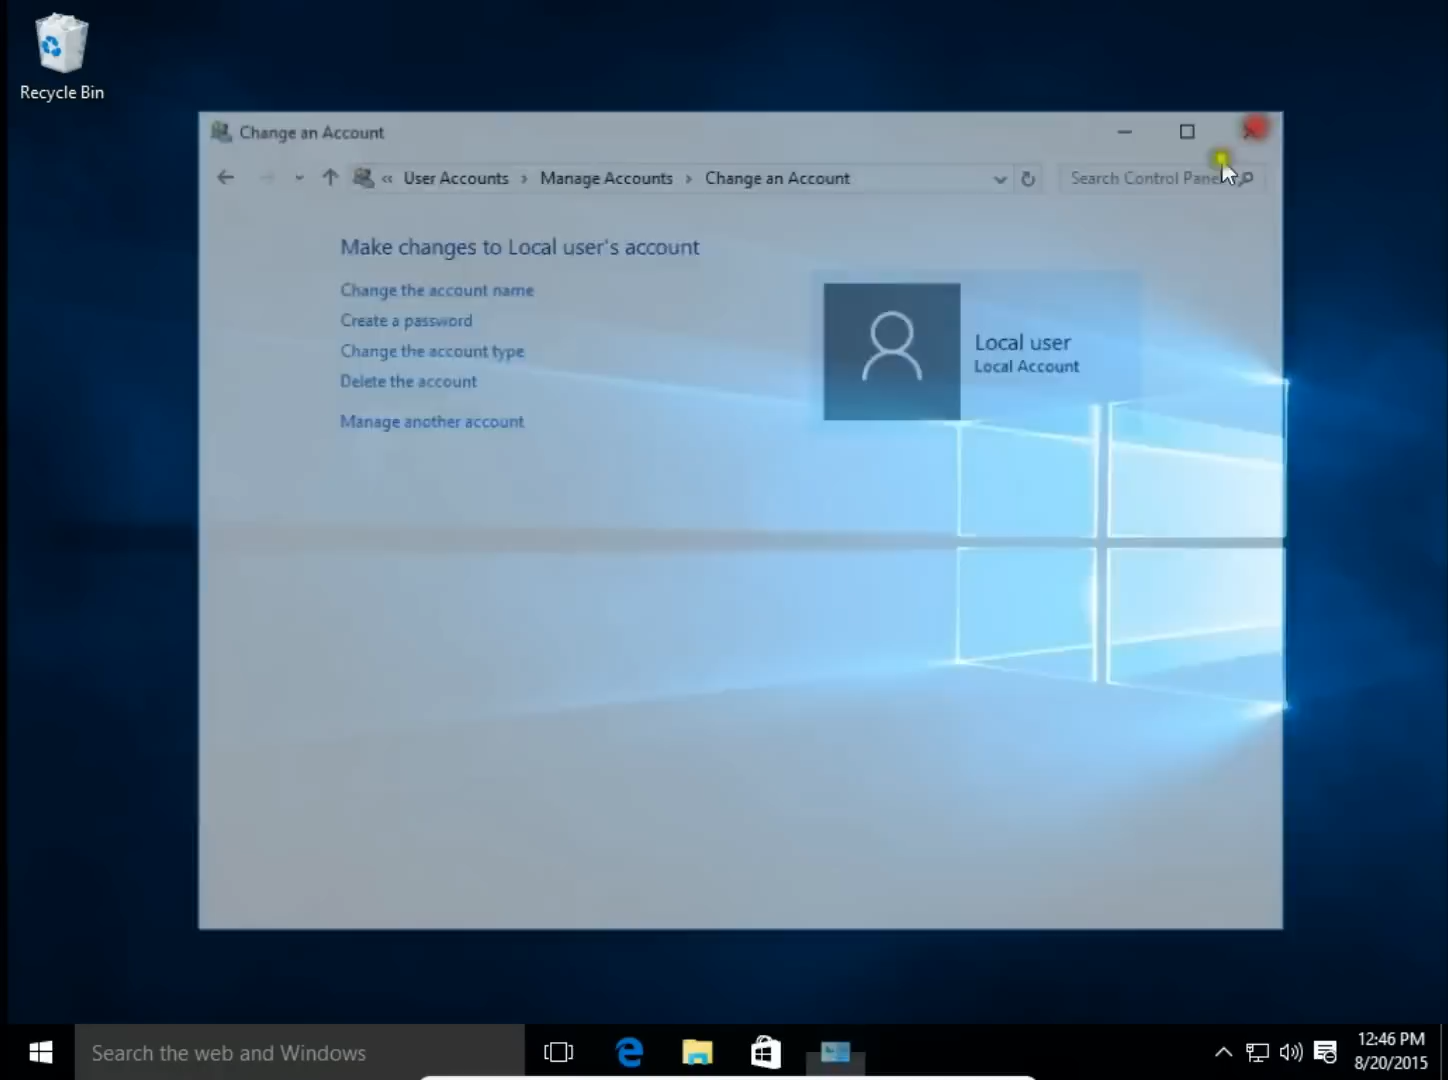 Recycle Bin
Change an Account
« User Accounts › Manage Accounts › Change an Account
Search Control Panel
Make changes to Local user's account
Change the account name
Create a password
Change the account type
Delete the account
Manage another account
Local user
Local Account
Search the web and Windows
12:46 PM
8/20/2015